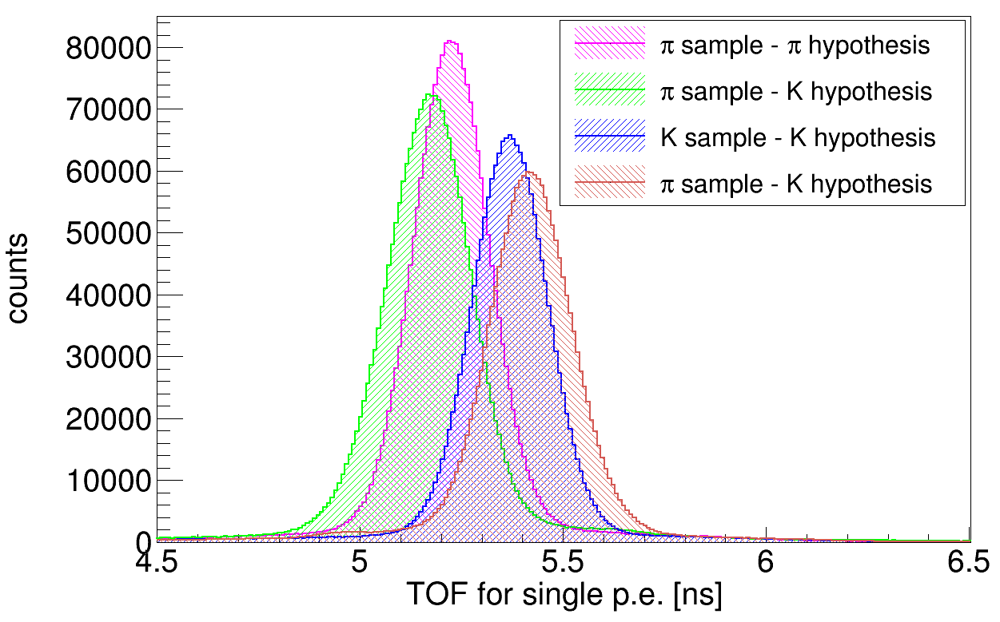 80000
70000
60000
50000
40000
30000
20000
10000
0
counts
π sample - π hypothesis
π sample - K hypothesis
K sample - K hypothesis
π sample - K hypothesis
4.5 5 5.5 6 6.5
TOF for single p.e. [ns]